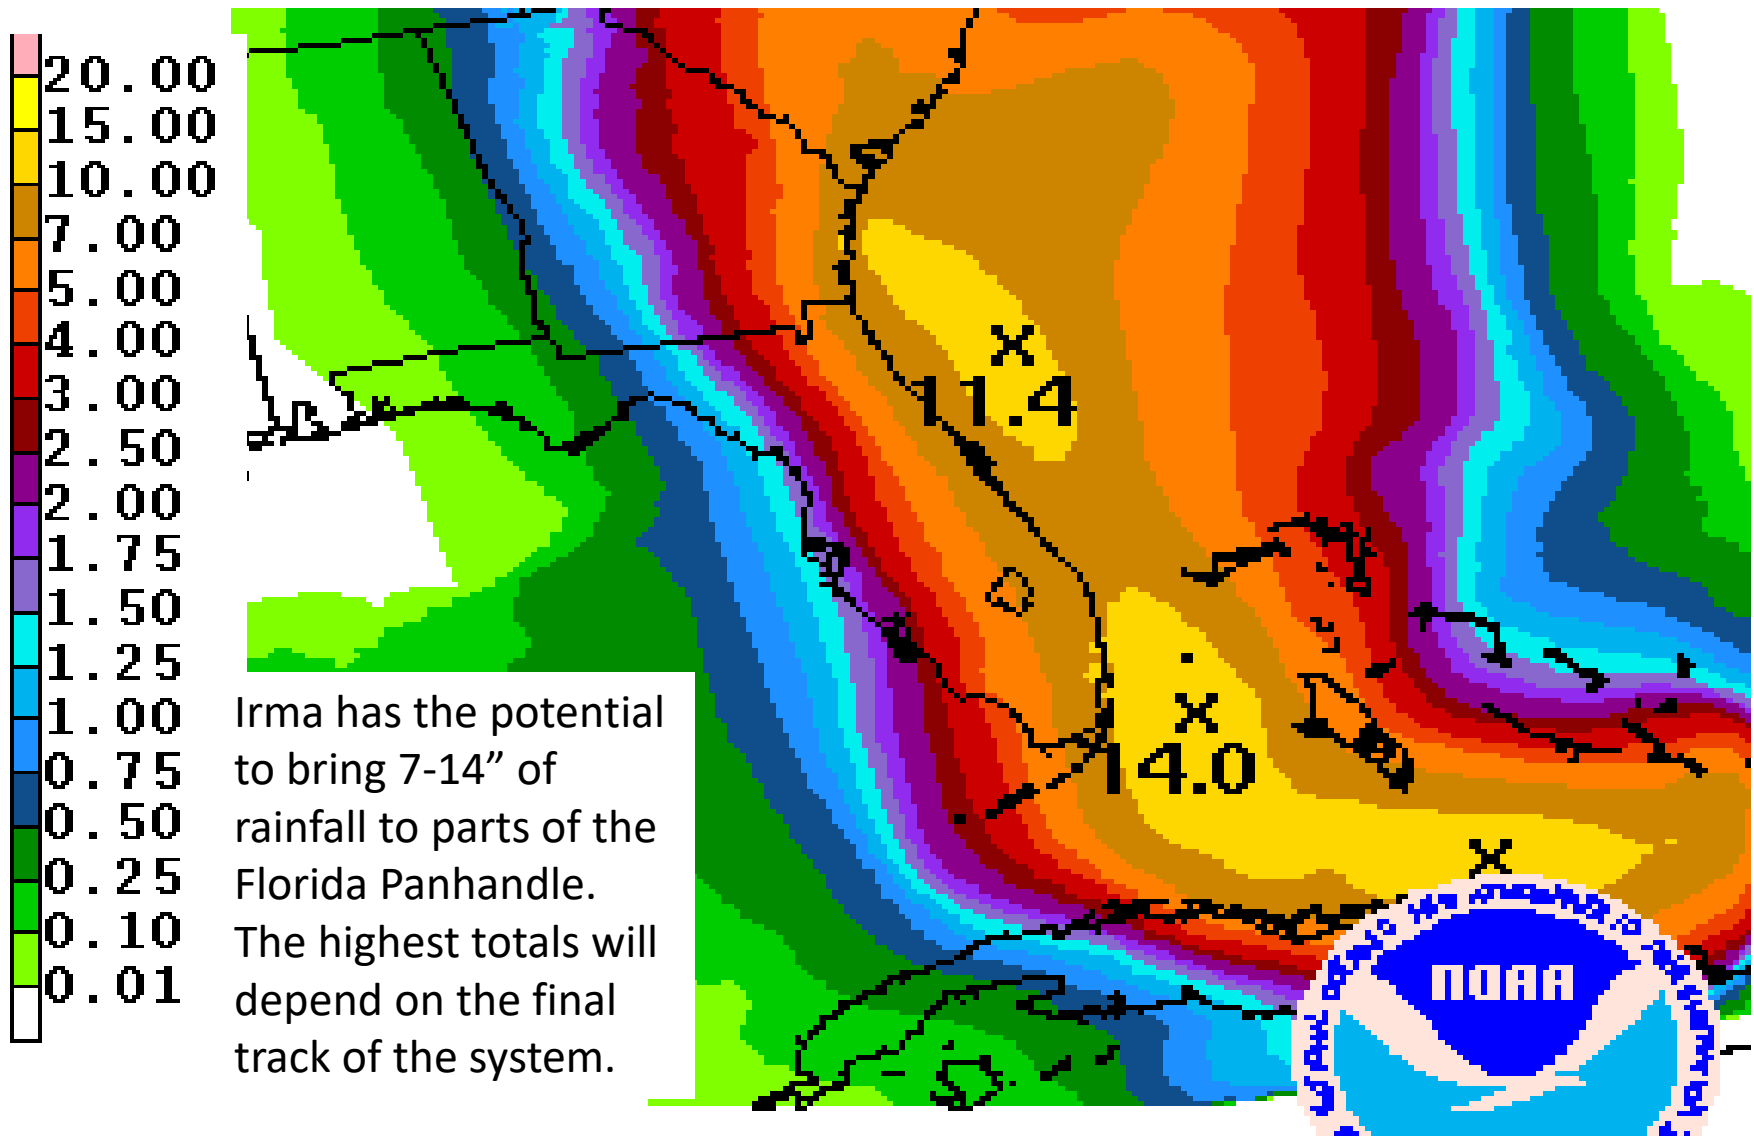 20.00
15.00
10.00
7.00
5.00
4.00
3.00
2.50
2.00
1.75
1.50
1.25
1.00
0.75
0.50
0.25
0.10
0.01
11.4
14.0
Irma has the potential
to bring 7-14” of
rainfall to parts of the
Florida Panhandle.
The highest totals will
depend on the final
track of the system.
NOAA